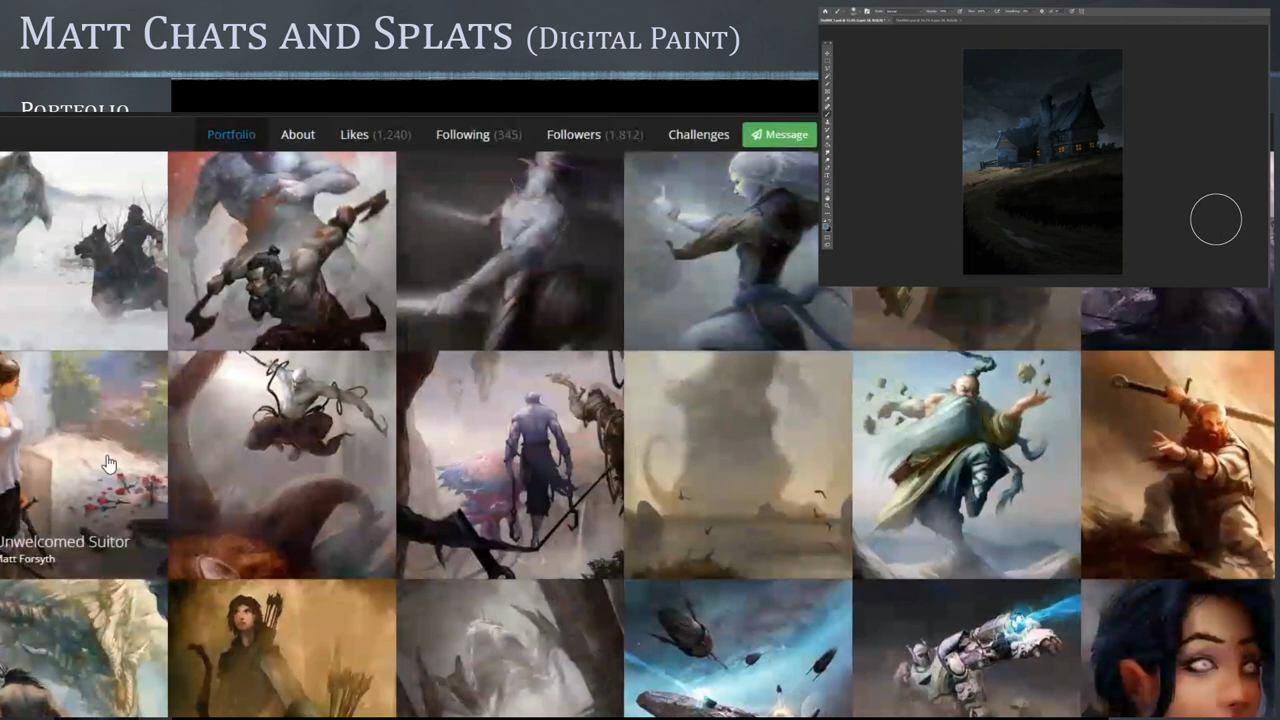 MATT CHATS AND SPLATS (DIGITAL PAINT)
PORTFOLIO
Portfolio About Likes (1,240) Following (345) Followers (1,812) Challenges Message
Unwelcomed Suitor
Matt Forsyth